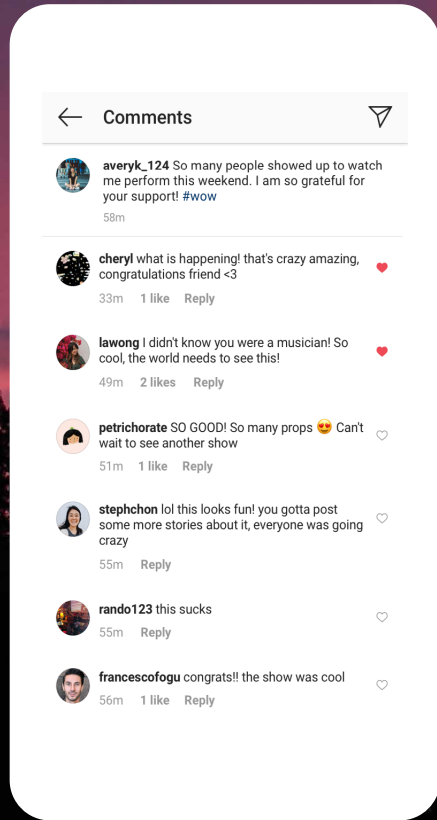 Comments
averyk_124 So many people showed up to watch
me perform this weekend. I am so grateful for
your support! #wow
58m
cheryl what is happening! that's crazy amazing,
congratulations friend <3
33m 1 like Reply
lawong I didn't know you were a musician! So
cool, the world needs to see this!
49m 2 likes Reply
petrichorate SO GOOD! So many props 😍 Can't
wait to see another show
51m 1 like Reply
stephchon lol this looks fun! you gotta post
some more stories about it, everyone was going
crazy
55m Reply
rando123 this sucks
55m Reply
francescofogu congrats!! the show was cool
56m 1 like Reply